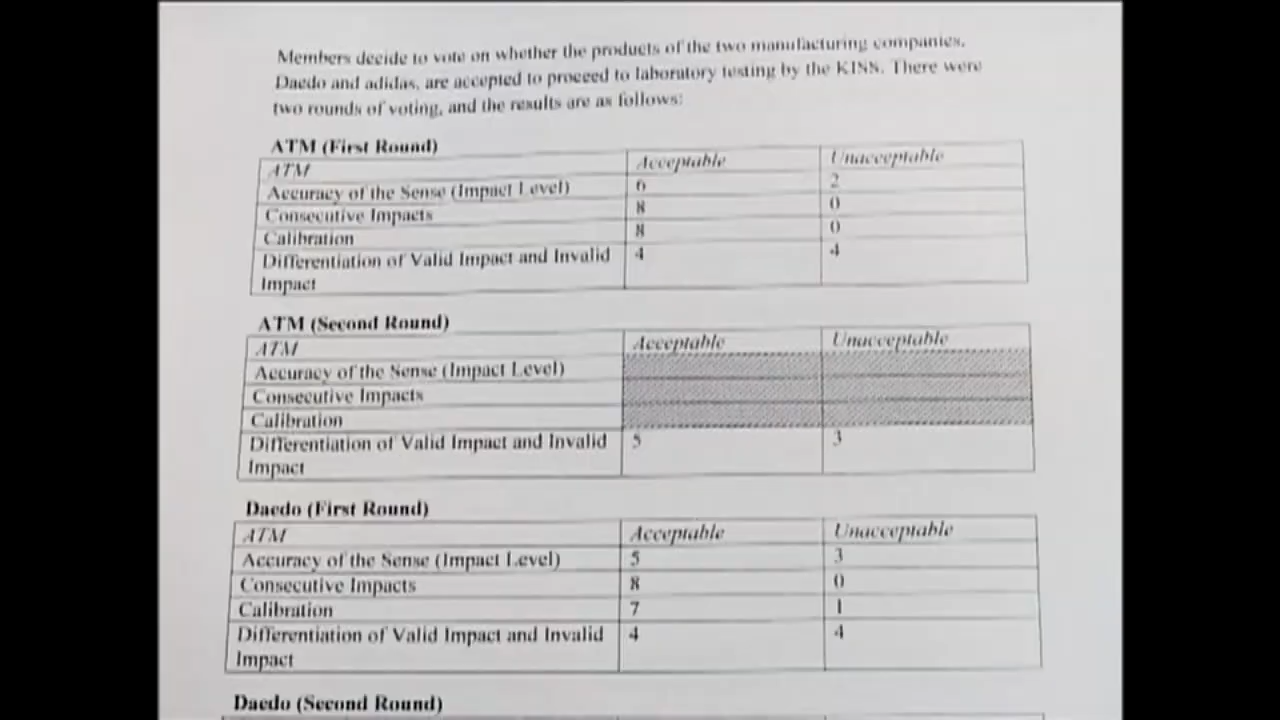 Members decide to vote on whether the products of the two manufacturing companies,
Daedo and adidas, are accepted to proceed to laboratory testing by the KISS. There were
two rounds of voting, and the results are as follows:
ATM (First Round)
ATM Acceptable Unacceptable
Accuracy of the Sense (Impact Level) 6 2
Consecutive Impacts 8 0
Calibration 8 0
Differentiation of Valid Impact and Invalid 4 4
Impact
ATM (Second Round)
ATM Acceptable Unacceptable
Accuracy of the Sense (Impact Level)
Consecutive Impacts
Calibration
Differentiation of Valid Impact and Invalid 5 3
Impact
Daedo (First Round)
ATM Acceptable Unacceptable
Accuracy of the Sense (Impact Level) 5 3
Consecutive Impacts 8 0
Calibration 7 1
Differentiation of Valid Impact and Invalid 4 4
Impact
Daedo (Second Round)